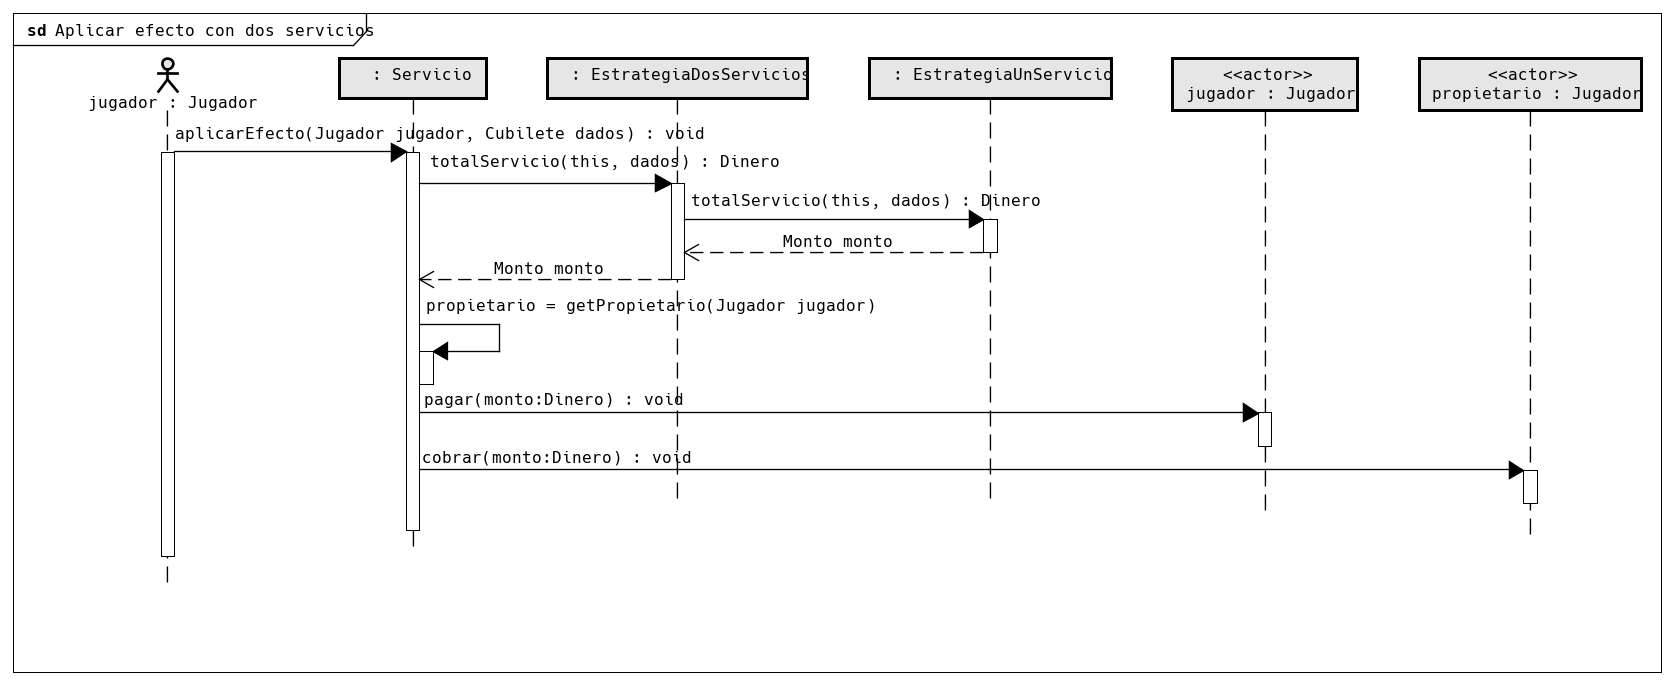 sd Aplicar efecto con dos servicios
jugador : Jugador
: Servicio
: EstrategiaDosServicios
: EstrategiaUnServicio
<<actor>>
jugador : Jugador
<<actor>>
propietario : Jugador
aplicarEfecto(Jugador jugador, Cubilete dados) : void
totalServicio(this, dados) : Dinero
totalServicio(this, dados) : Dinero
Monto monto
Monto monto
propietario = getPropietario(Jugador jugador)
pagar(monto:Dinero) : void
cobrar(monto:Dinero) : void